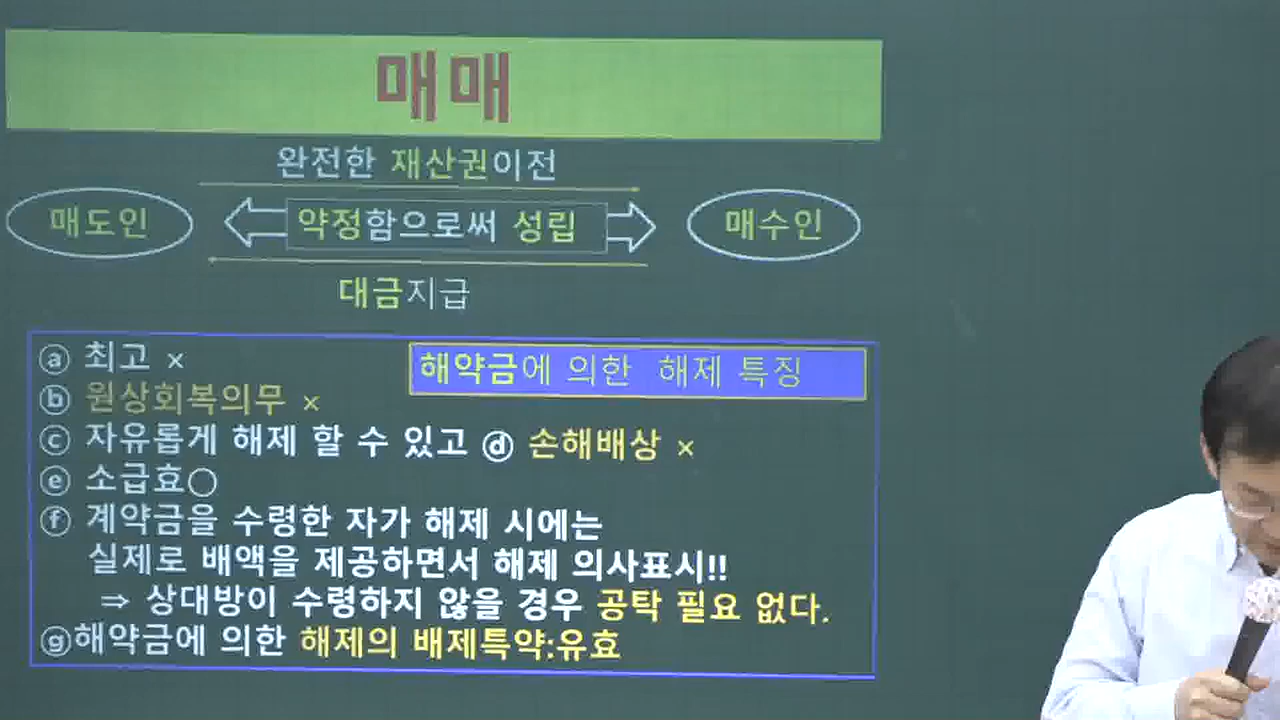 매매
완전한 재산권이전
매도인 약정함으로써 성립 매수인
대금지급
해약금에 의한 해제 특징
ⓐ 최고 ×
ⓑ 원상회복의무 ×
ⓒ 자유롭게 해제 할 수 있고 ⓓ 손해배상 ×
ⓔ 소급효○
ⓕ 계약금을 수령한 자가 해제 시에는
실제로 배액을 제공하면서 해제 의사표시!!
⇒ 상대방이 수령하지 않을 경우 공탁 필요 없다.
ⓖ해약금에 의한 해제의 배제특약:유효